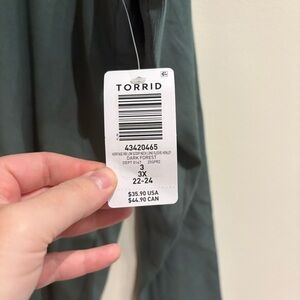 TORRID
43420465
DARK FOREST
3
3X
22-24
$35.90 USA
$44.90 CAN